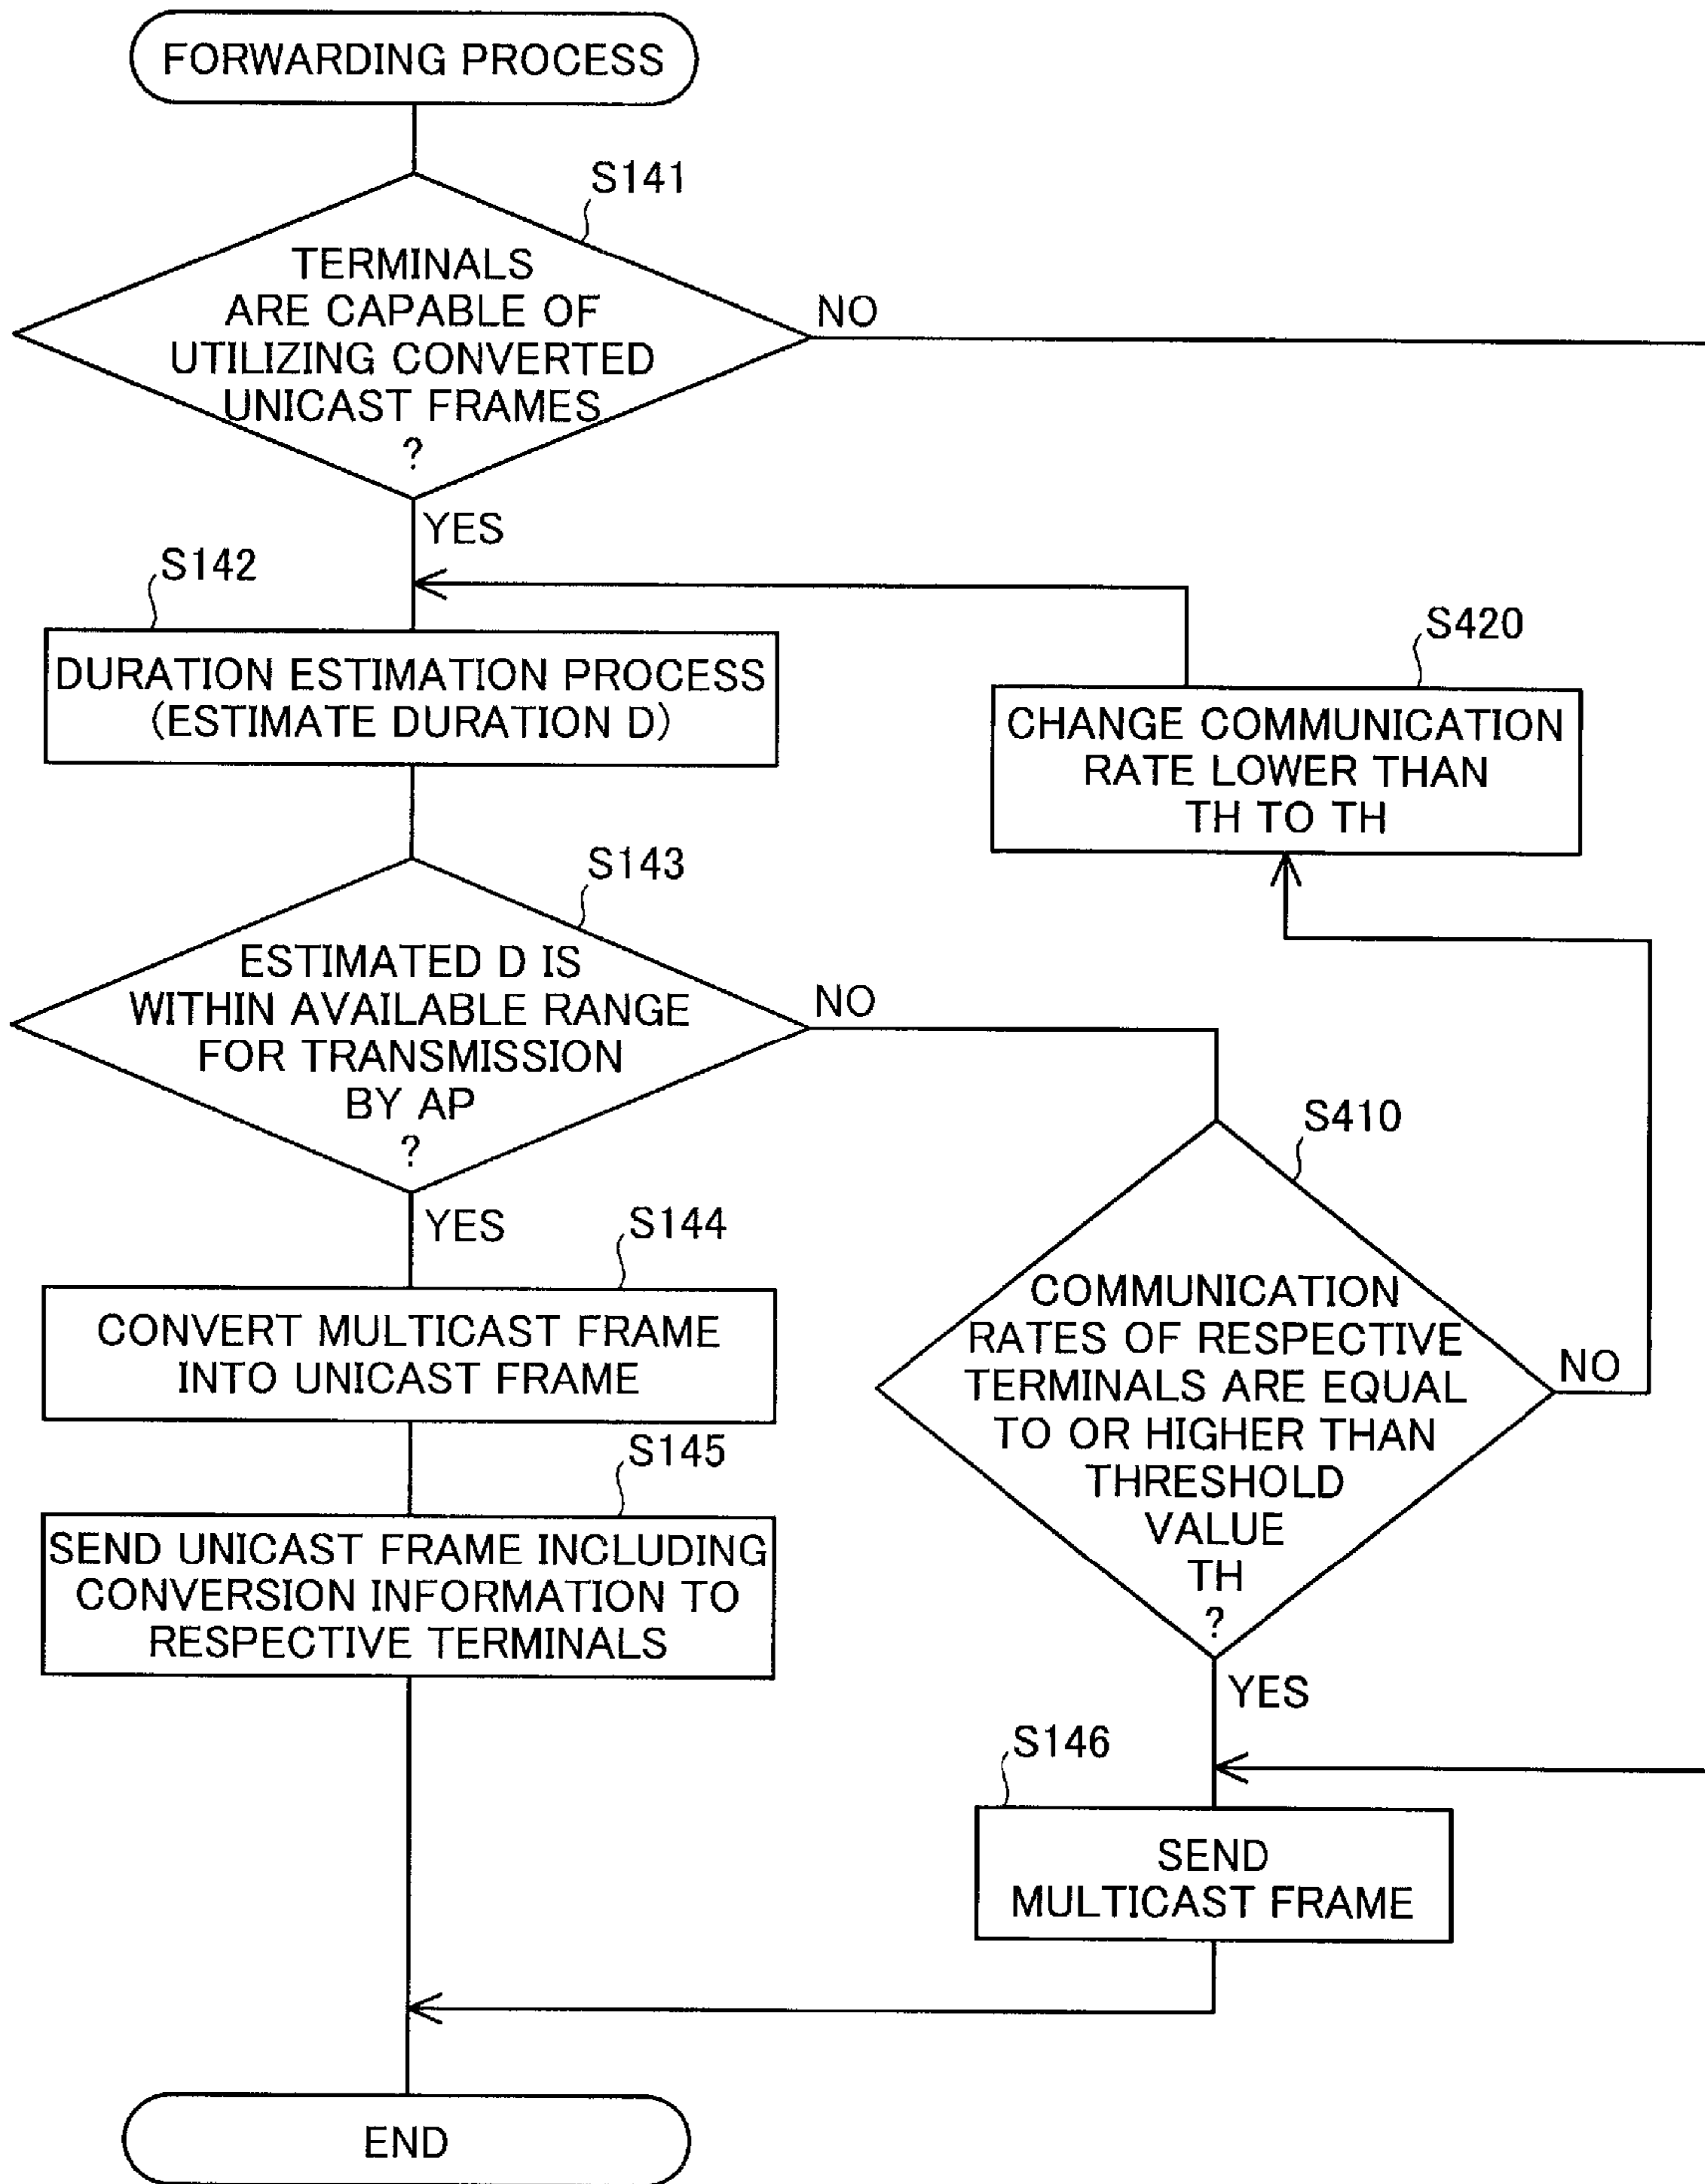 FORWARDING PROCESS
S141
TERMINALS
ARE CAPABLE OF
UTILIZING CONVERTED
UNICAST FRAMES
?
NO
YES
S142
DURATION ESTIMATION PROCESS
(ESTIMATE DURATION D)
S420
CHANGE COMMUNICATION
RATE LOWER THAN
TH TO TH
S143
ESTIMATED D IS
WITHIN AVAILABLE RANGE
FOR TRANSMISSION
BY AP
?
NO
YES
S410
COMMUNICATION
RATES OF RESPECTIVE
TERMINALS ARE EQUAL
TO OR HIGHER THAN
THRESHOLD
VALUE
TH
?
NO
YES
S144
CONVERT MULTICAST FRAME
INTO UNICAST FRAME
S145
SEND UNICAST FRAME INCLUDING
CONVERSION INFORMATION TO
RESPECTIVE TERMINALS
S146
SEND
MULTICAST FRAME
END